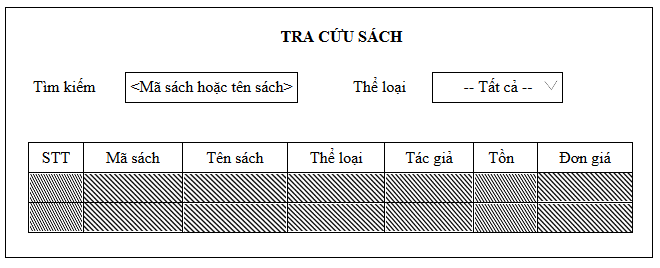 TRA CỨU SÁCH
Tìm kiếm <Mã sách hoặc tên sách> Thể loại -- Tất cả --
STT Mã sách Tên sách Thể loại Tác giả Tồn Đơn giá